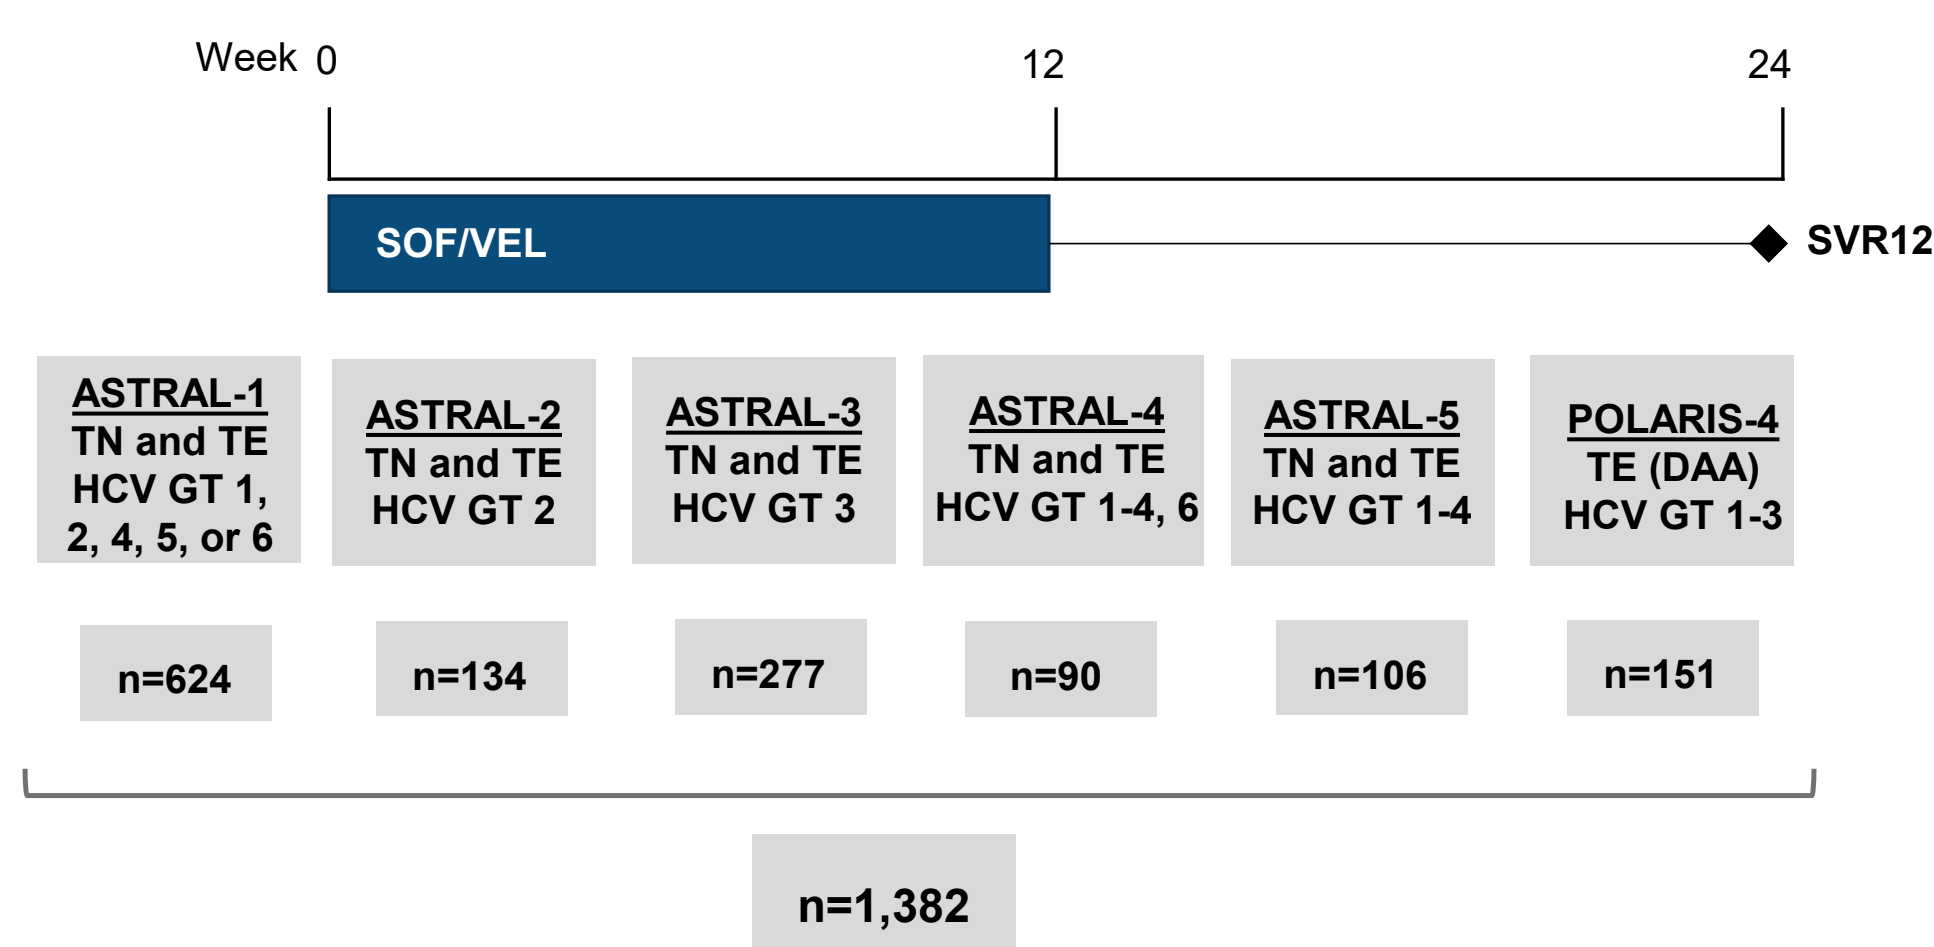 Week 0 12 24
SOF/VEL
SVR12
ASTRAL-1
TN and TE
HCV GT 1,
2, 4, 5, or 6
ASTRAL-2
TN and TE
HCV GT 2
ASTRAL-3
TN and TE
HCV GT 3
ASTRAL-4
TN and TE
HCV GT 1-4, 6
ASTRAL-5
TN and TE
HCV GT 1-4
POLARIS-4
TE (DAA)
HCV GT 1-3
n=624
n=134
n=277
n=90
n=106
n=151
n=1,382